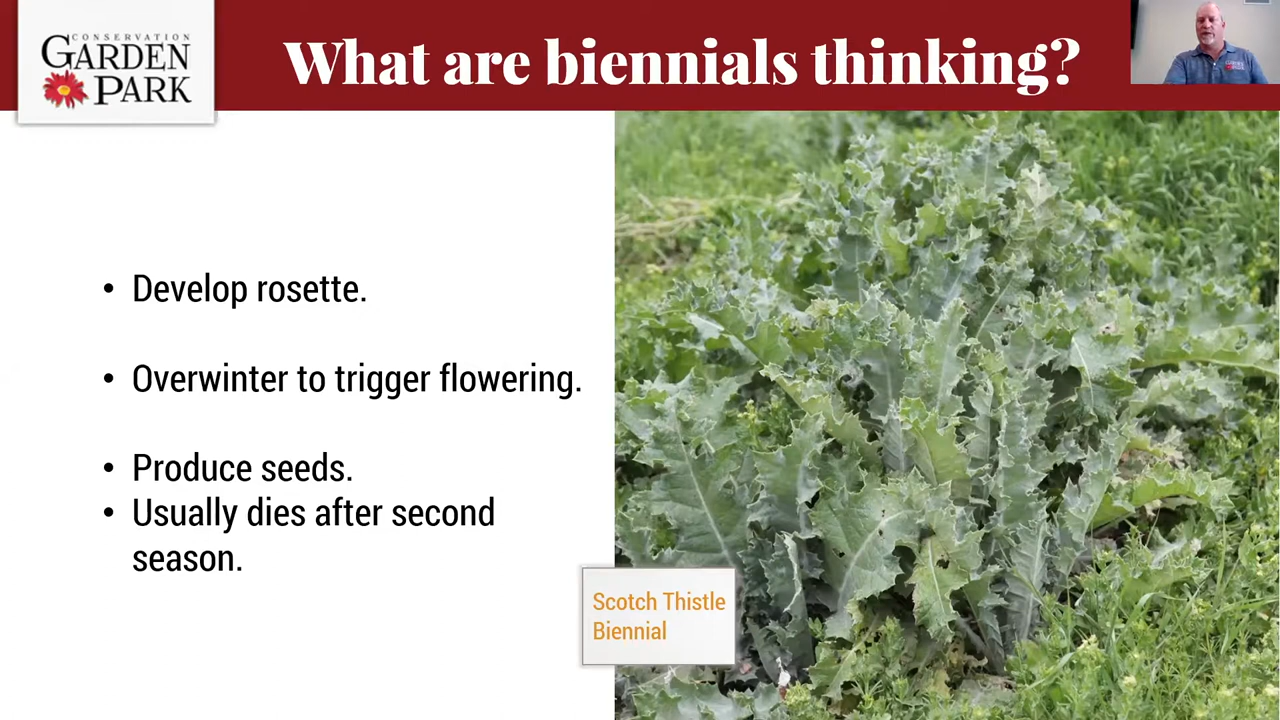 CONSERVATION
GARDEN
PARK
What are biennials thinking?
• Develop rosette.
• Overwinter to trigger flowering.
• Produce seeds.
• Usually dies after second
season.
Scotch Thistle
Biennial